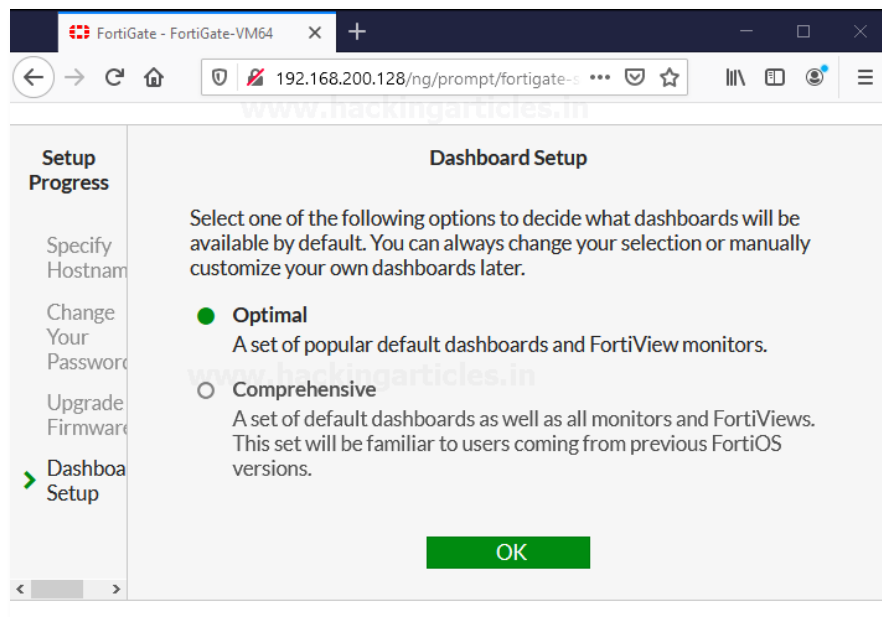 FortiGate - FortiGate-VM64
192.168.200.128/ng/prompt/fortigate-s
www.hackingarticles.in
Setup
Progress
Specify
Hostnam
Change
Your
Password
Upgrade
Firmware
Dashboa
Setup
Dashboard Setup
Select one of the following options to decide what dashboards will be
available by default. You can always change your selection or manually
customize your own dashboards later.
Optimal
A set of popular default dashboards and FortiView monitors.
www.hackingarticles.in
Comprehensive
A set of default dashboards as well as all monitors and FortiViews.
This set will be familiar to users coming from previous FortiOS
versions.
OK